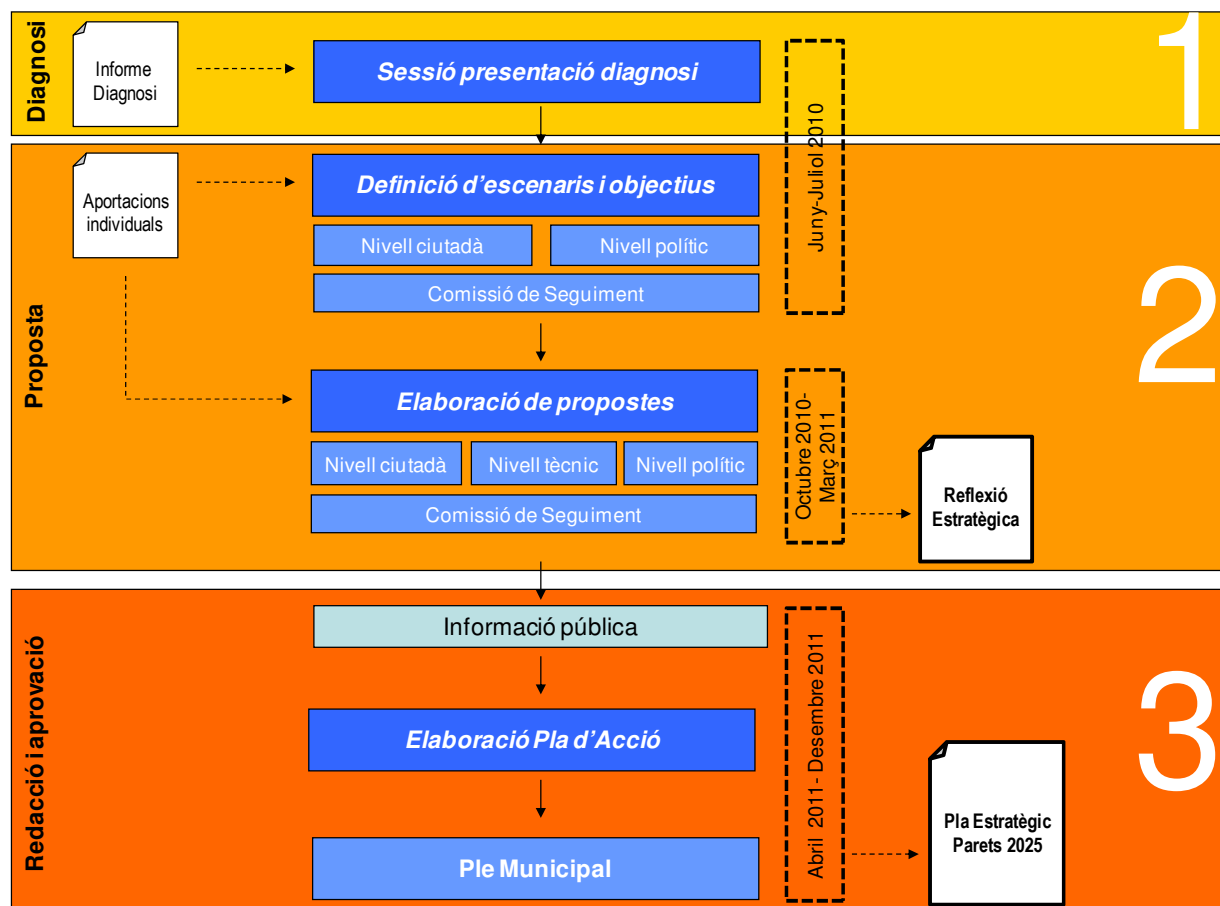 Diagnosi
Informe
Diagnosi
Sessió presentació diagnosi
1
Juny-Juliol 2010
Proposta
Aportacions
individuals
Definició d'escenaris i objectius
Nivell ciutadà
Nivell polític
Comissió de Seguiment
2
Elaboració de propostes
Nivell ciutadà
Nivell tècnic
Nivell polític
Comissió de Seguiment
Octubre 2010-
Març 2011
Reflexió
Estratègica
Redacció i aprovació
Informació pública
Elaboració Pla d'Acció
Ple Municipal
Abril 2011- Desembre 2011
3
Pla Estratègic
Parets 2025